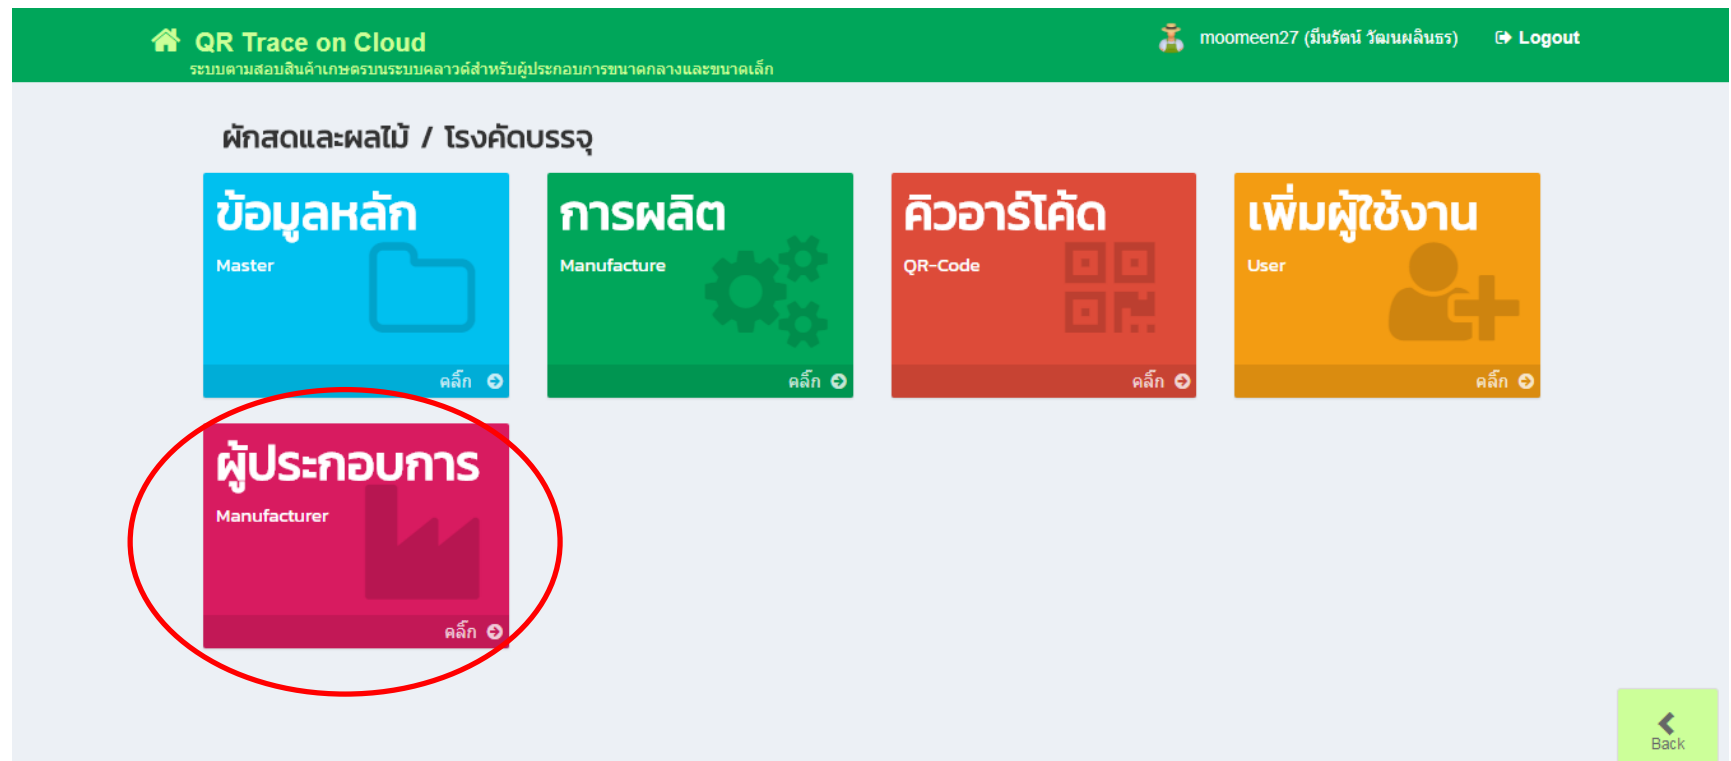 QR Trace on Cloud
ระบบตามสอบสินค้าเกษตรบนระบบคลาวด์สำหรับผู้ประกอบการขนาดกลางและขนาดเล็ก
moomeen27 (มีนรัตน์ วัฒนผลินธร)
Logout
ผักสดและผลไม้ / โรงคัดบรรจุ
ข้อมูลหลัก
Master
คลิ๊ก
การผลิต
Manufacture
คลิ๊ก
คิวอาร์โค้ด
QR-Code
คลิ๊ก
เพิ่มผู้ใช้งาน
User
คลิ๊ก
ผู้ประกอบการ
Manufacturer
คลิ๊ก
Back